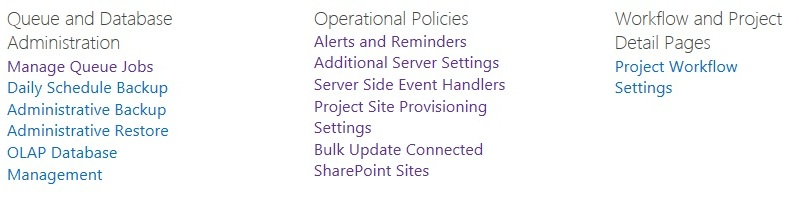 Queue and Database
Administration
Manage Queue Jobs
Daily Schedule Backup
Administrative Backup
Administrative Restore
OLAP Database
Management
Operational Policies
Alerts and Reminders
Additional Server Settings
Server Side Event Handlers
Project Site Provisioning
Settings
Bulk Update Connected
SharePoint Sites
Workflow and Project
Detail Pages
Project Workflow
Settings